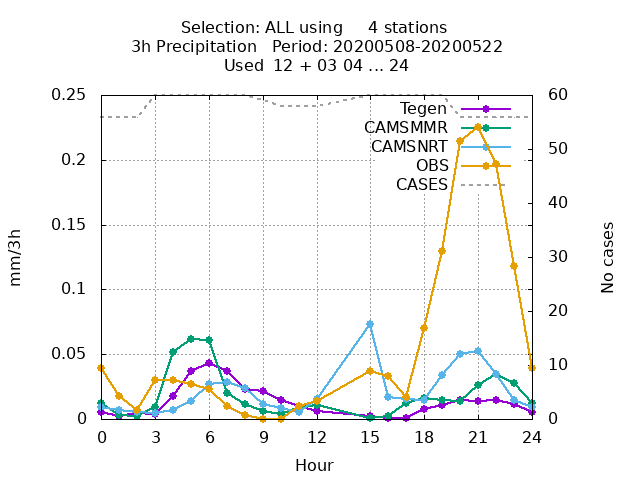 Selection: ALL using     4 stations
3h Precipitation   Period: 20200508-20200522
Used  12 + 03 04 ... 24
0.25
0.2
0.15
0.1
0.05
0
60
50
40
30
20
10
0
0 3 6 9 12 15 18 21 24
mm/3h
No cases
Hour
Tegen
CAMSMMR
CAMSNRT
OBS
CASES